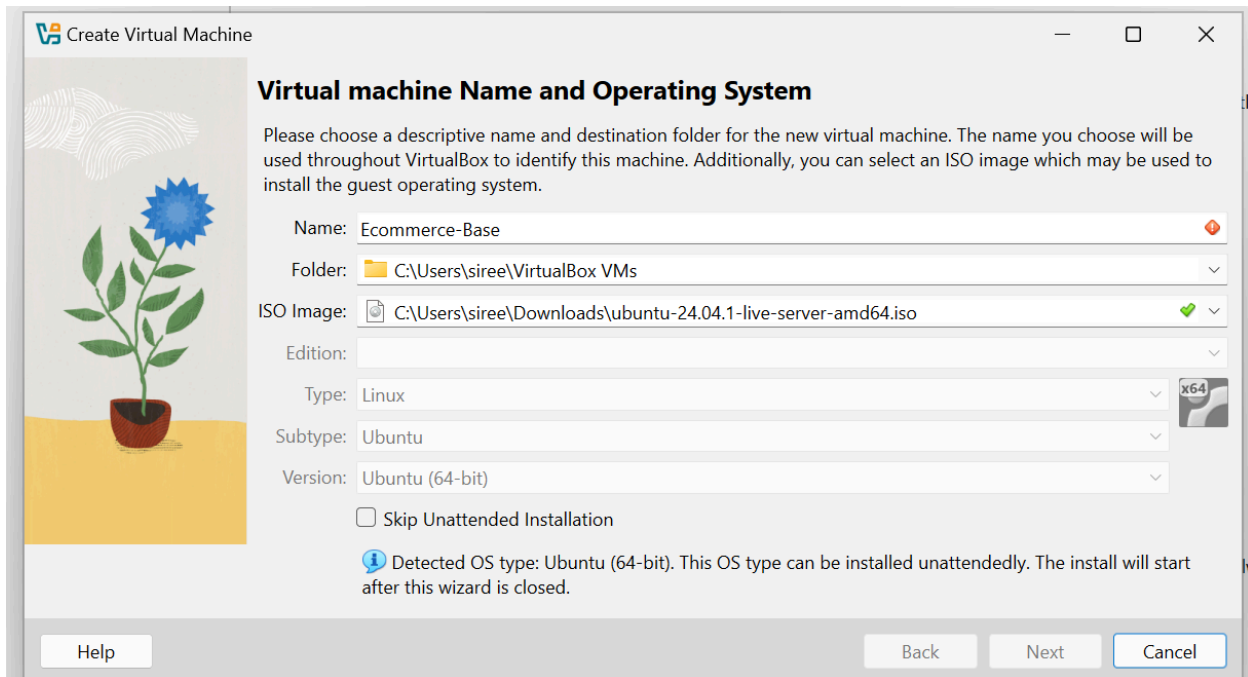 Create Virtual Machine
Virtual machine Name and Operating System
Please choose a descriptive name and destination folder for the new virtual machine. The name you choose will be
used throughout VirtualBox to identify this machine. Additionally, you can select an ISO image which may be used to
install the guest operating system.
Name: Ecommerce-Base
Folder: C:\Users\siree\VirtualBox VMs
ISO Image: C:\Users\siree\Downloads\ubuntu-24.04.1-live-server-amd64.iso
Edition:
Type: Linux
x64
Subtype: Ubuntu
Version: Ubuntu (64-bit)
Skip Unattended Installation
Detected OS type: Ubuntu (64-bit). This OS type can be installed unattendedly. The install will start
after this wizard is closed.
Help Back Next Cancel